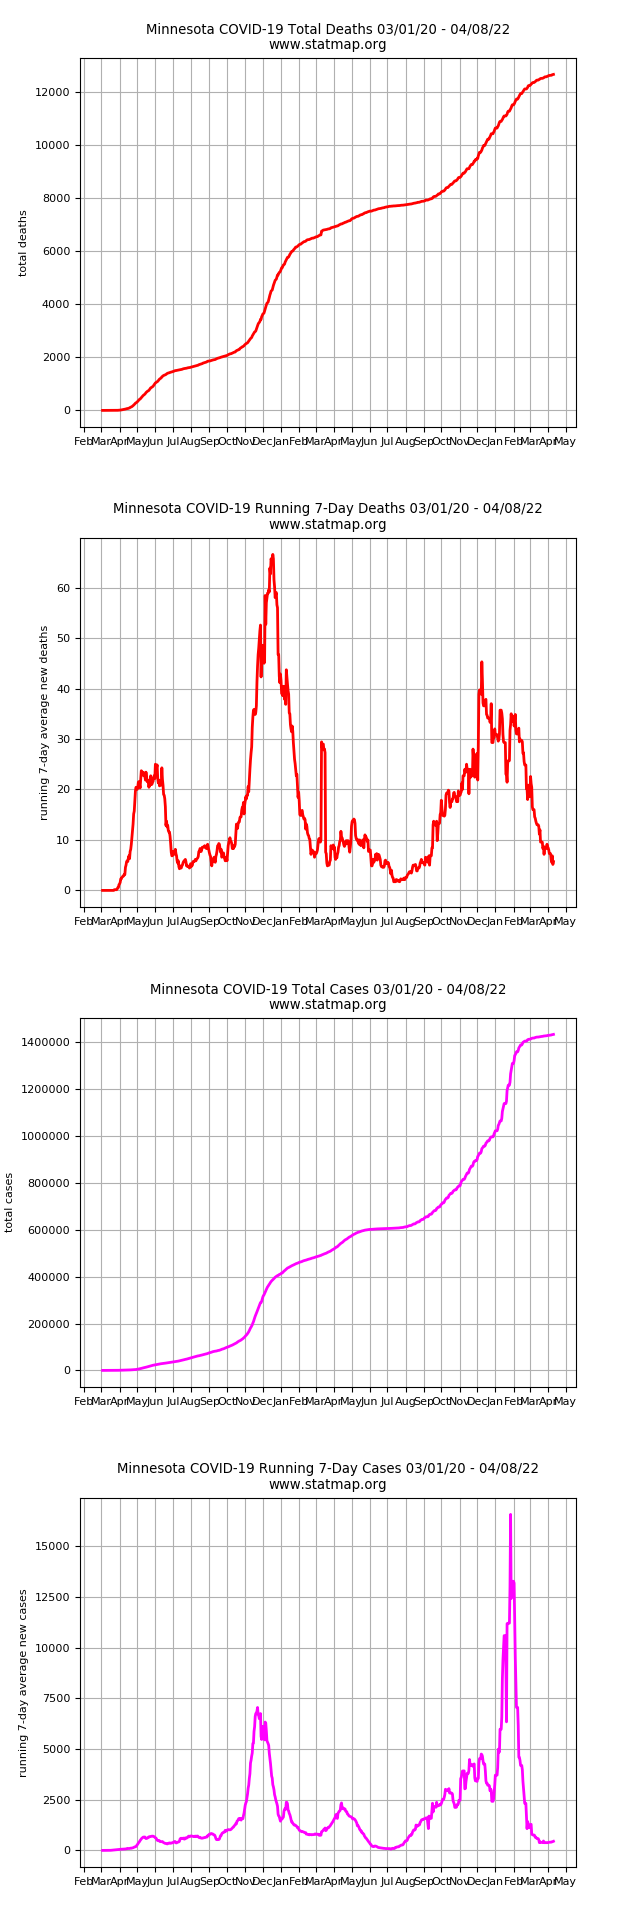 Minnesota COVID-19 Total Deaths 03/01/20 - 04/08/22
www.statmap.org
12000
10000
8000
6000
4000
2000
0
total deaths
Feb Mar Apr May Jun Jul Aug Sep Oct Nov Dec Jan Feb Mar Apr May Jun Jul Aug Sep Oct Nov Dec Jan Feb Mar Apr May
Minnesota COVID-19 Running 7-Day Deaths 03/01/20 - 04/08/22
www.statmap.org
60
50
40
30
20
10
0
running 7-day average new deaths
Feb Mar Apr May Jun Jul Aug Sep Oct Nov Dec Jan Feb Mar Apr May Jun Jul Aug Sep Oct Nov Dec Jan Feb Mar Apr May
Minnesota COVID-19 Total Cases 03/01/20 - 04/08/22
www.statmap.org
1400000
1200000
1000000
800000
600000
400000
200000
0
total cases
Feb Mar Apr May Jun Jul Aug Sep Oct Nov Dec Jan Feb Mar Apr May Jun Jul Aug Sep Oct Nov Dec Jan Feb Mar Apr May
Minnesota COVID-19 Running 7-Day Cases 03/01/20 - 04/08/22
www.statmap.org
15000
12500
10000
7500
5000
2500
0
running 7-day average new cases
Feb Mar Apr May Jun Jul Aug Sep Oct Nov Dec Jan Feb Mar Apr May Jun Jul Aug Sep Oct Nov Dec Jan Feb Mar Apr May